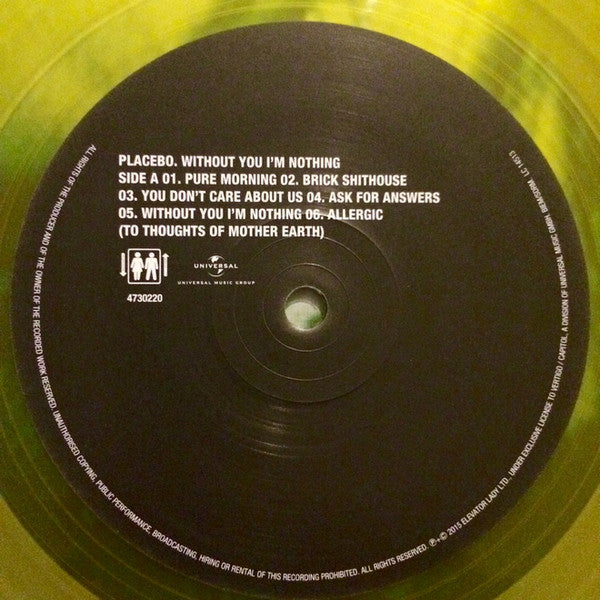 PLACEBO. WITHOUT YOU I'M NOTHING
SIDE A 01. PURE MORNING 02. BRICK SHITHOUSE
03. YOU DON'T CARE ABOUT US 04. ASK FOR ANSWERS
05. WITHOUT YOU I'M NOTHING 06. ALLERGIC
(TO THOUGHTS OF MOTHER EARTH)
UNIVERSAL
UNIVERSAL MUSIC GROUP
4730220
ALL RIGHTS OF THE PRODUCER AND OF THE OWNER OF THE RECORDED WORK RESERVED. UNAUTHORISED COPYING, PUBLIC PERFORMANCE, BROADCASTING, HIRING OR RENTAL OF THIS RECORDING PROHIBITED. ALL RIGHTS RESERVED. ℗+© 2015 ELEVATOR LADY LTD., UNDER EXCLUSIVE LICENSE TO VERTIGO / CAPITOL, A DIVISION OF UNIVERSAL MUSIC GMBH. BIEM/SDRM. LC 14513